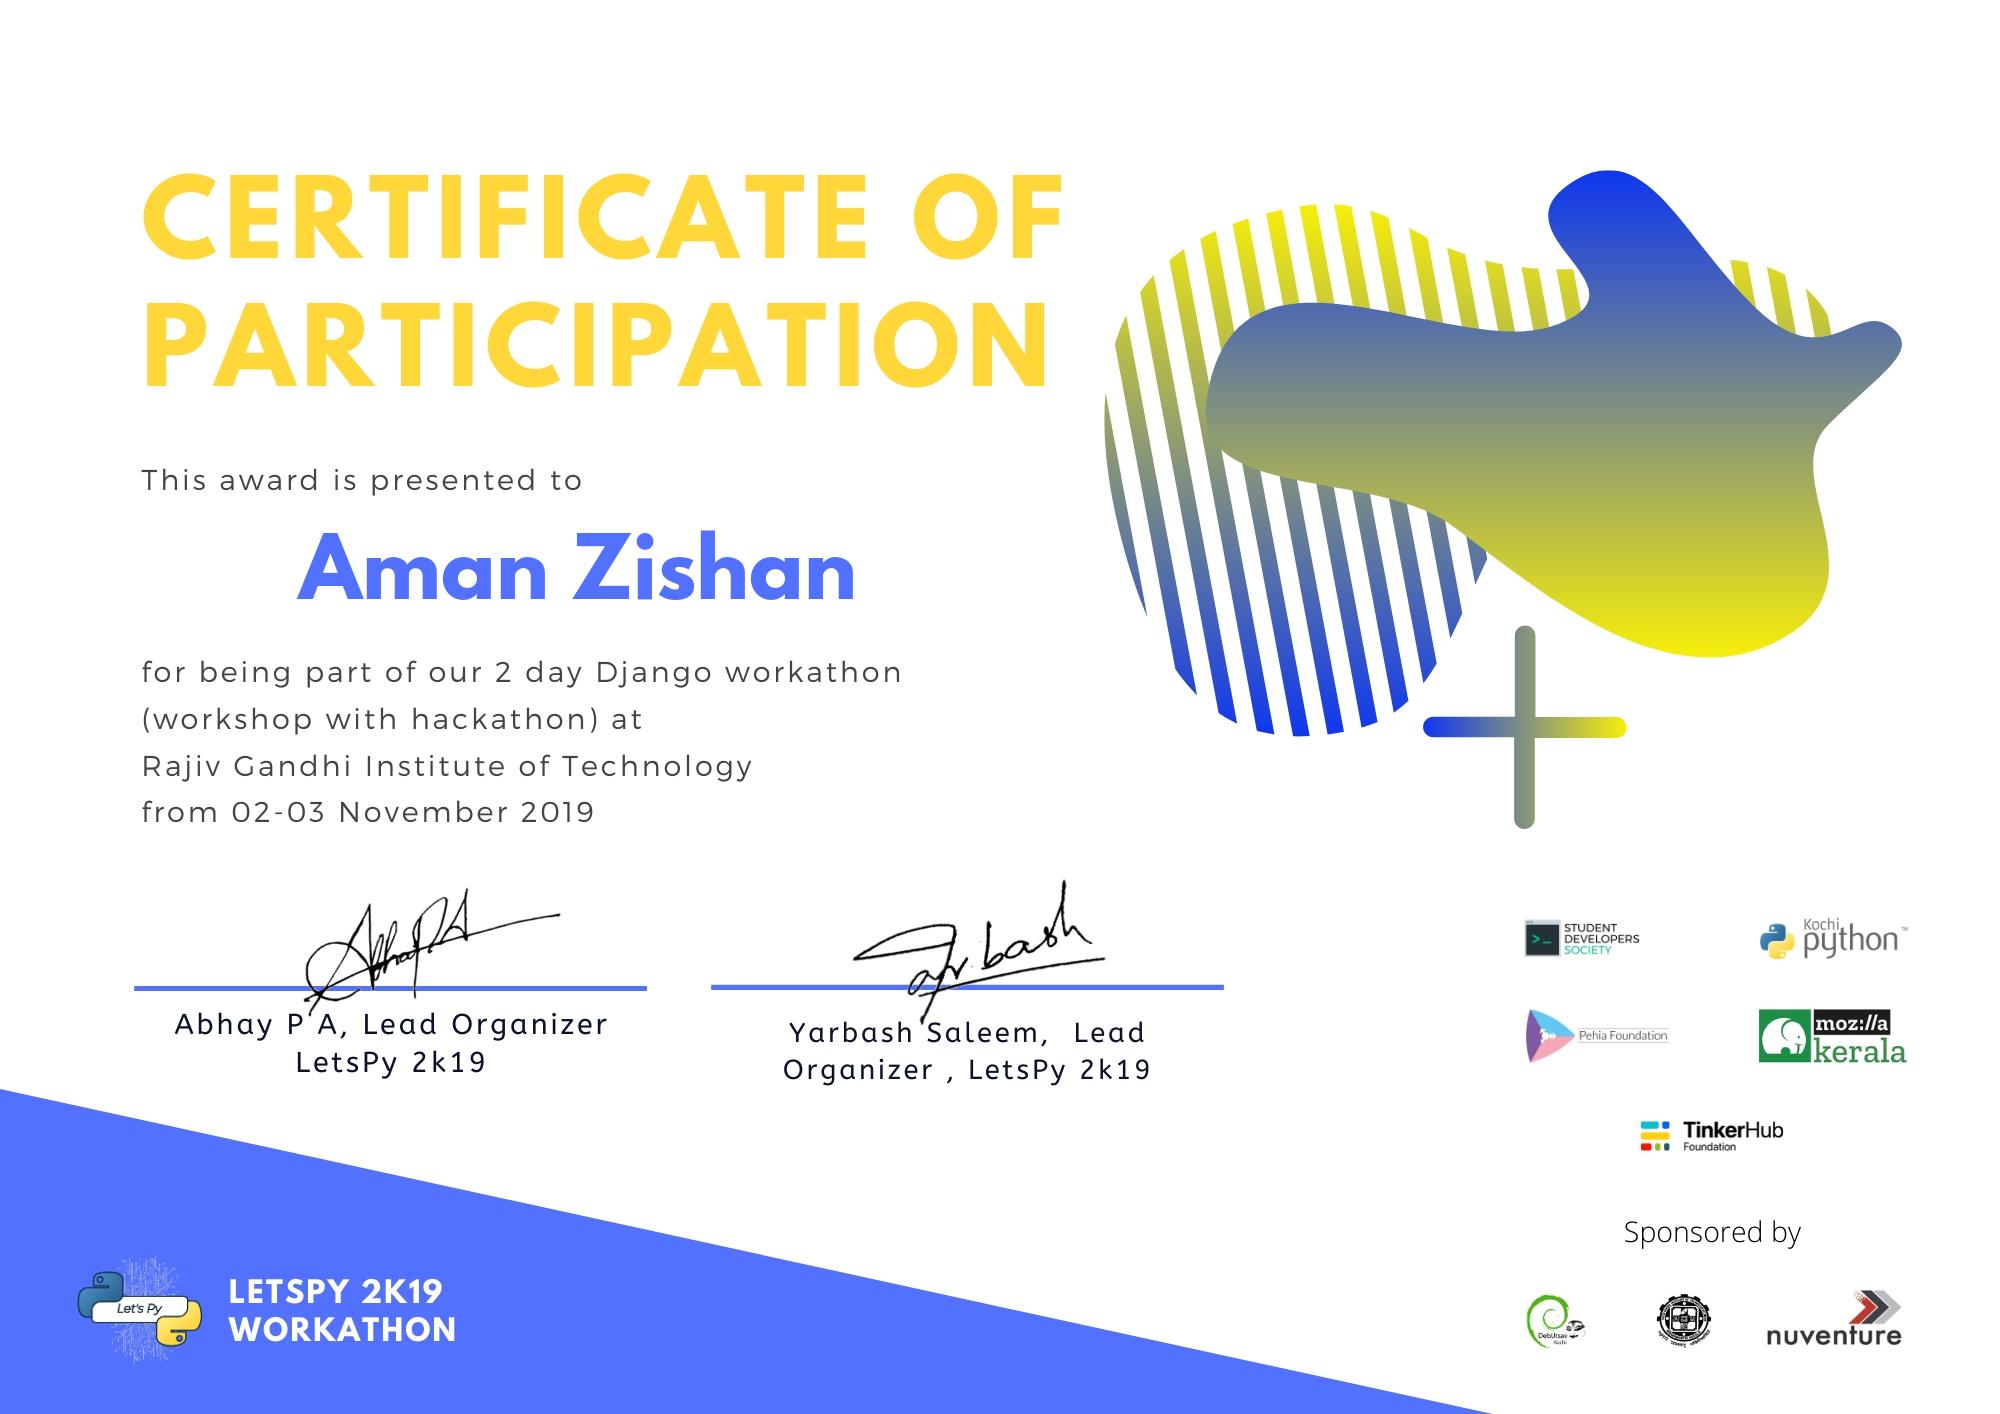 CERTIFICATE OF
PARTICIPATION
This award is presented to
Aman Zishan
for being part of our 2 day Django workathon
(workshop with hackathon) at
Rajiv Gandhi Institute of Technology
from 02-03 November 2019
Abhay P A
Abhay P A, Lead Organizer
LetsPy 2k19
Yarbash
Yarbash Saleem, Lead
Organizer , LetsPy 2k19
>_ STUDENT
DEVELOPERS
SOCIETY
Kochi
python™
Pehia Foundation
moz://a
kerala
TinkerHub
Foundation
Sponsored by
DebUtsav
Kochi
nuventure
Let's Py
LETSPY 2K19
WORKATHON